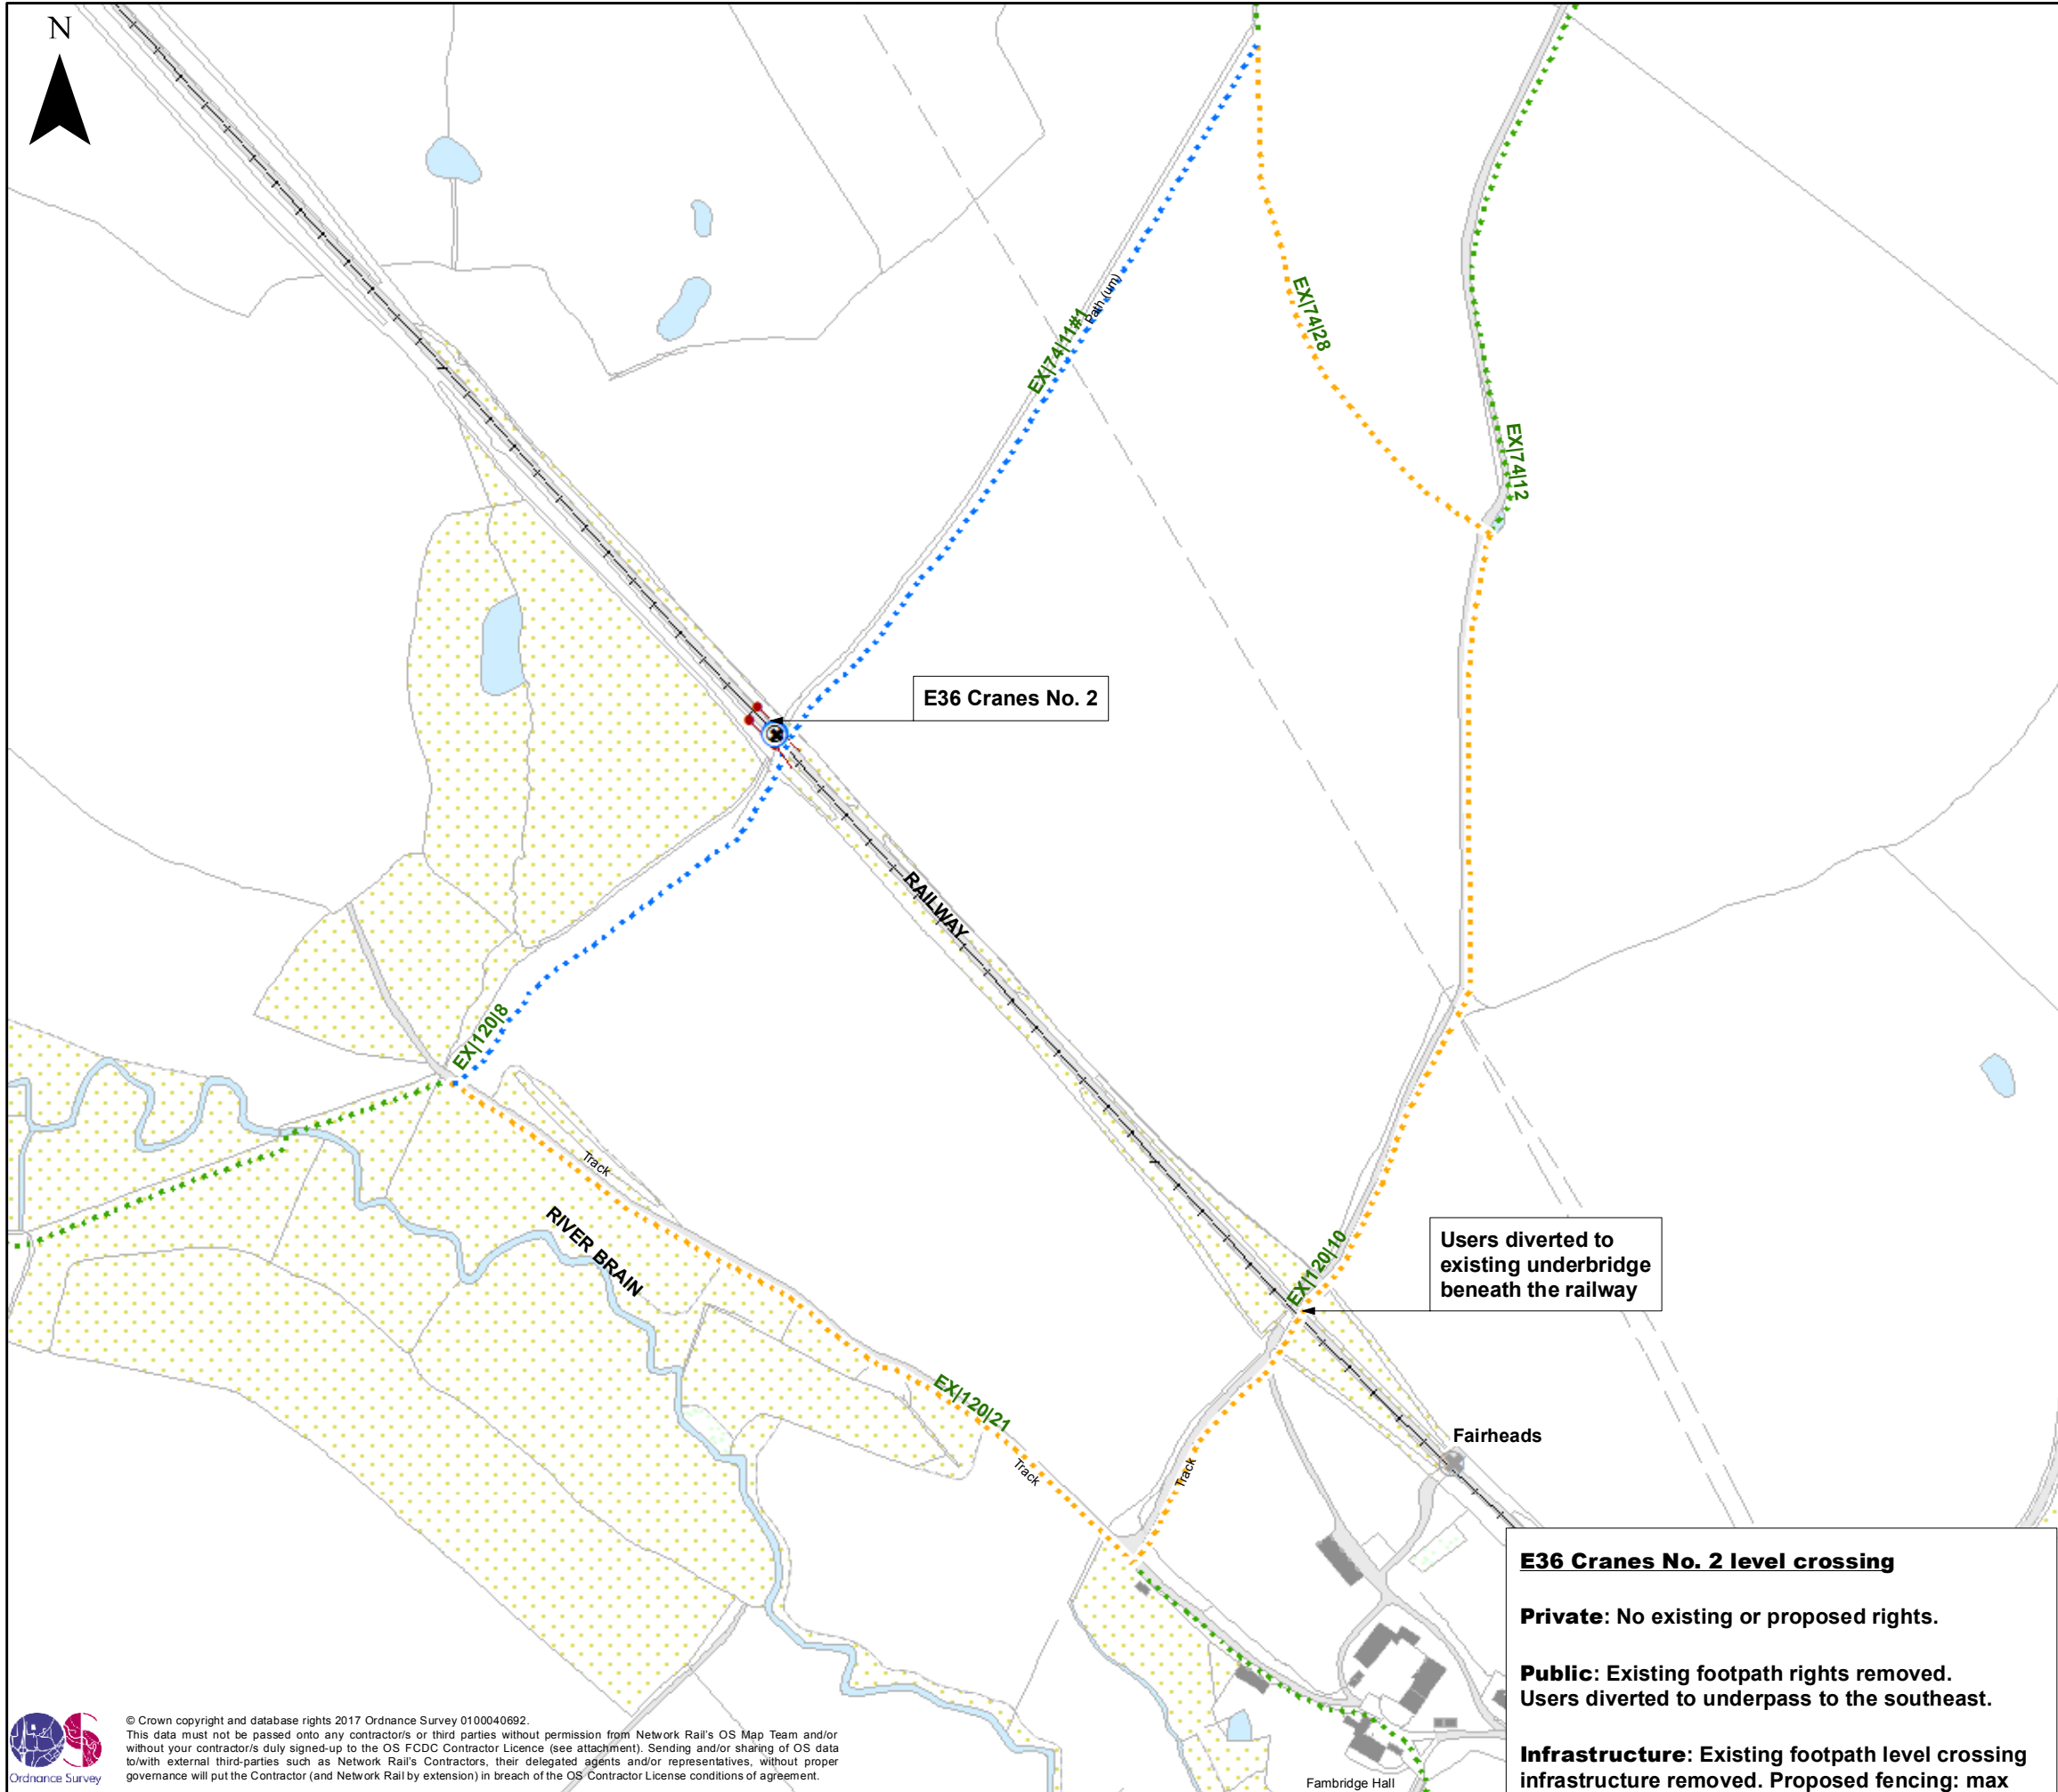 N
EX|74|11#1
Path (um)
EX|74|28
EX|74|12
E36 Cranes No. 2
RAILWAY
EX|120|8
Track
RIVER BRAIN
EX|120|10
Users diverted to
existing underbridge
beneath the railway
EX|120|21
Track
Track
Fairheads
E36 Cranes No. 2 level crossing
Private: No existing or proposed rights.
Public: Existing footpath rights removed.
Users diverted to underpass to the southeast.
Infrastructure: Existing footpath level crossing
infrastructure removed. Proposed fencing: max
Fambridge Hall
Ordnance Survey
© Crown copyright and database rights 2017 Ordnance Survey 0100040692.
This data must not be passed onto any contractor/s or third parties without permission from Network Rail's OS Map Team and/or
without your contractor/s duly signed-up to the OS FCDC Contractor Licence (see attachment). Sending and/or sharing of OS data
to/with external third-parties such as Network Rail's Contractors, their delegated agents and/or representatives, without proper
governance will put the Contractor (and Network Rail by extension) in breach of the OS Contractor License conditions of agreement.